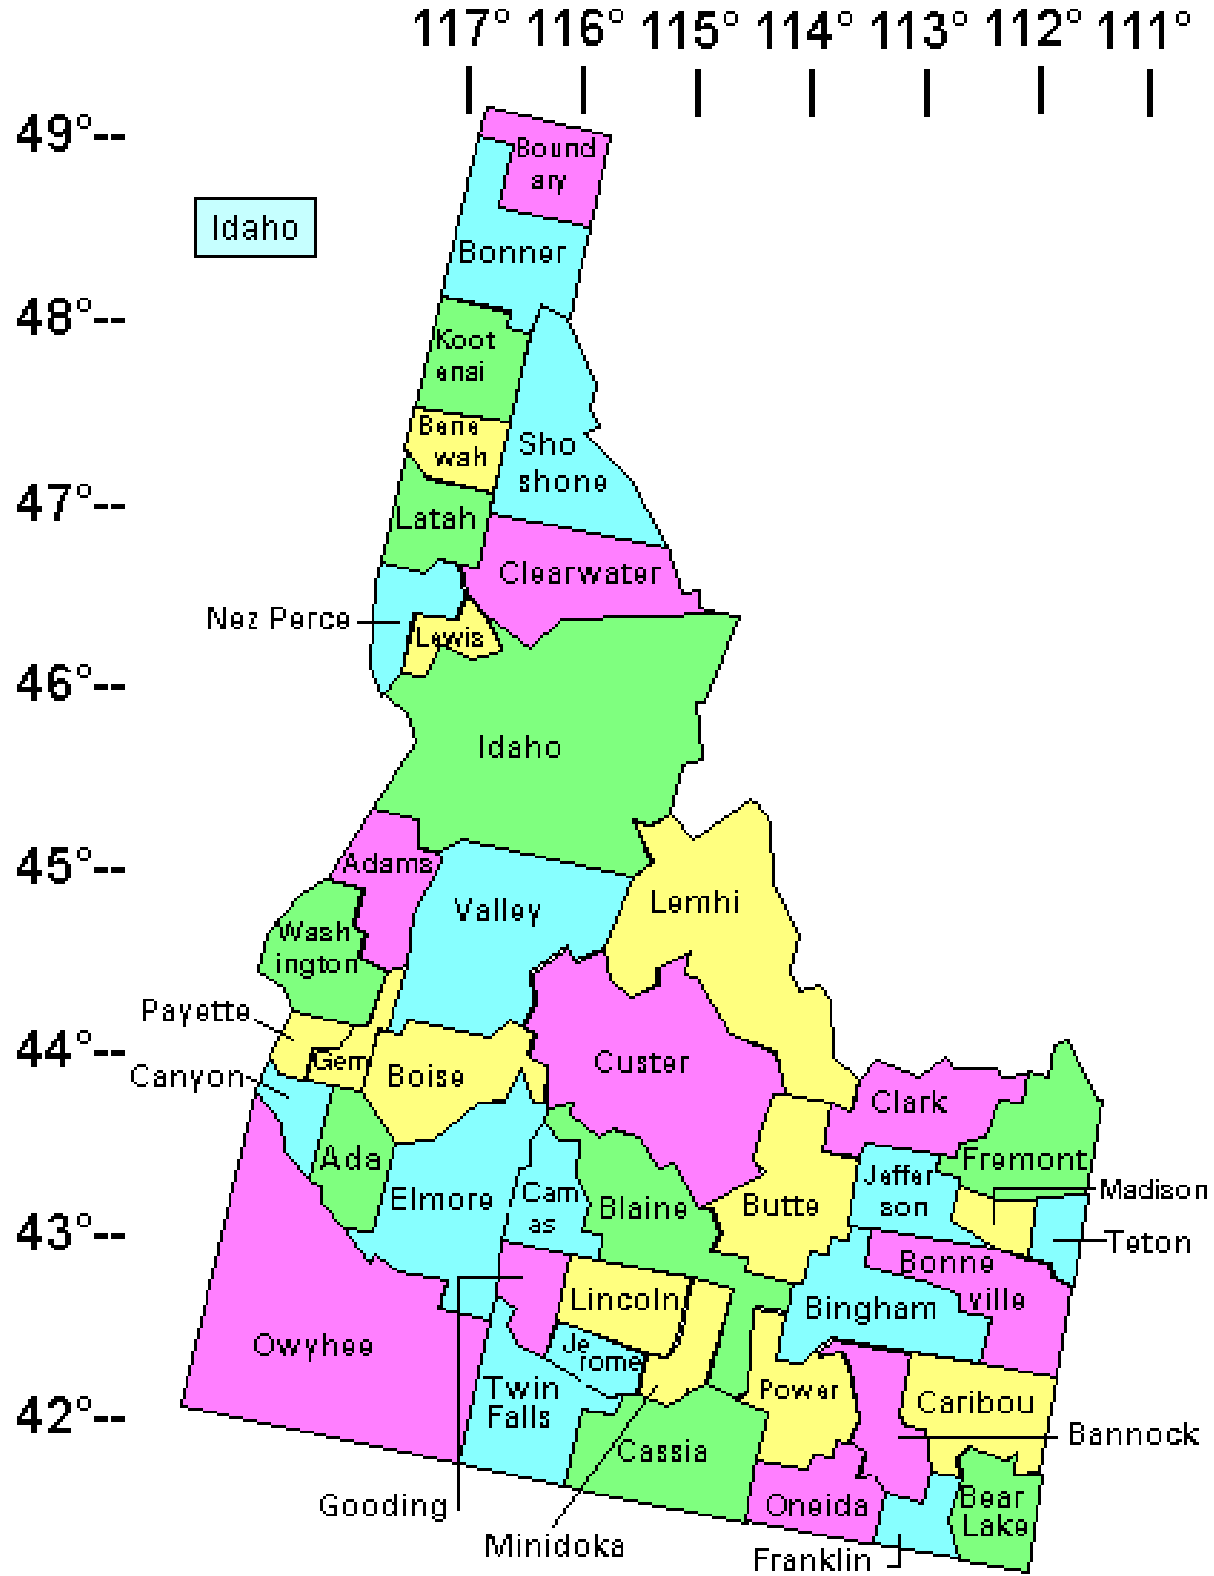 117° 116° 115° 114° 113° 112° 111°
49°--
Bound
ary
Idaho
Bonner
48°--
Koot
enai
Bene
wah
Sho
shone
47°--
Latah
Clearwater
Nez Perce
Lewis
46°--
Idaho
45°--
Adams
Valley
Lemhi
Wash
ington
Payette
44°--
Gem
Custer
Canyon
Boise
Clark
Ada
Fremont
Jeffer
son
Madison
Elmore
Cam
as
Blaine
Butte
43°--
Teton
Bonne
ville
Lincoln
Bingham
Owyhee
Je
rome
Twin
Falls
Power
Caribou
42°--
Bannock
Cassia
Gooding
Oneida
Bear
Lake
Minidoka
Franklin